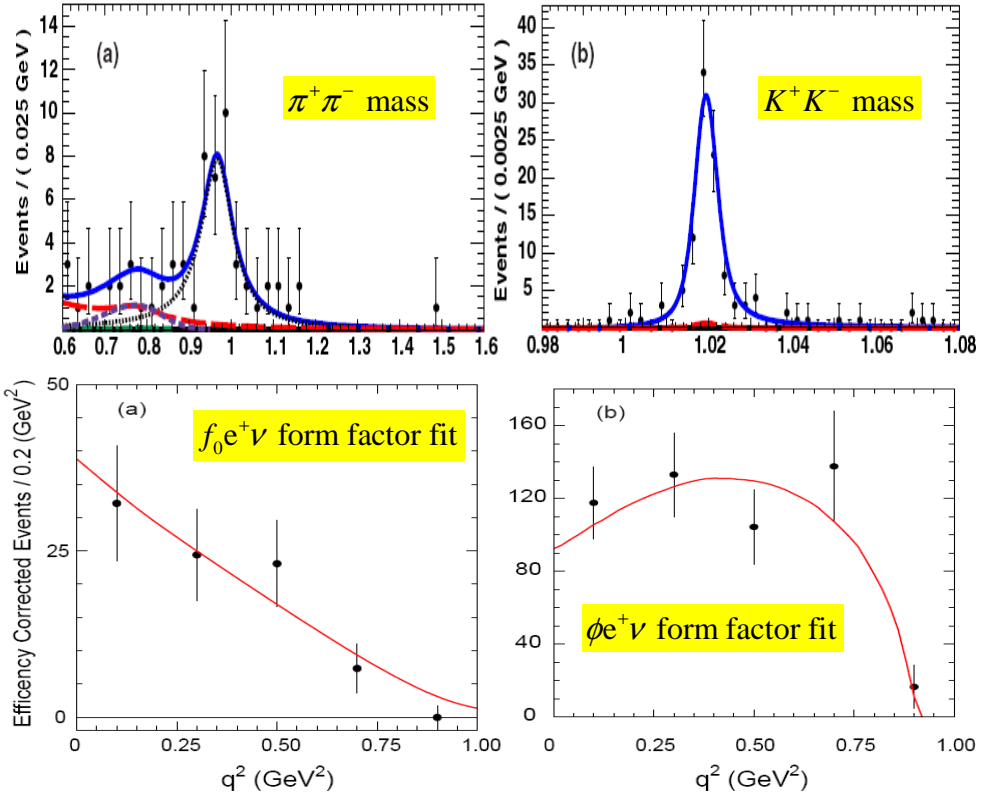 14
12
10
8
6
4
2
Events / ( 0.025 GeV )
(a)
π⁺π⁻ mass
0.6 0.7 0.8 0.9 1 1.1 1.2 1.3 1.4 1.5 1.6
40
35
30
25
20
15
10
5
0
Events / ( 0.0025 GeV )
(b)
K⁺K⁻ mass
0.98 1 1.02 1.04 1.06 1.08
50
25
0
Efficency Corrected Events / 0.2 (GeV²)
(a)
f₀e⁺ν form factor fit
0 0.25 0.50 0.75 1.00
q² (GeV²)
160
120
80
40
0
(b)
ϕe⁺ν form factor fit
0 0.25 0.50 0.75 1.00
q² (GeV²)